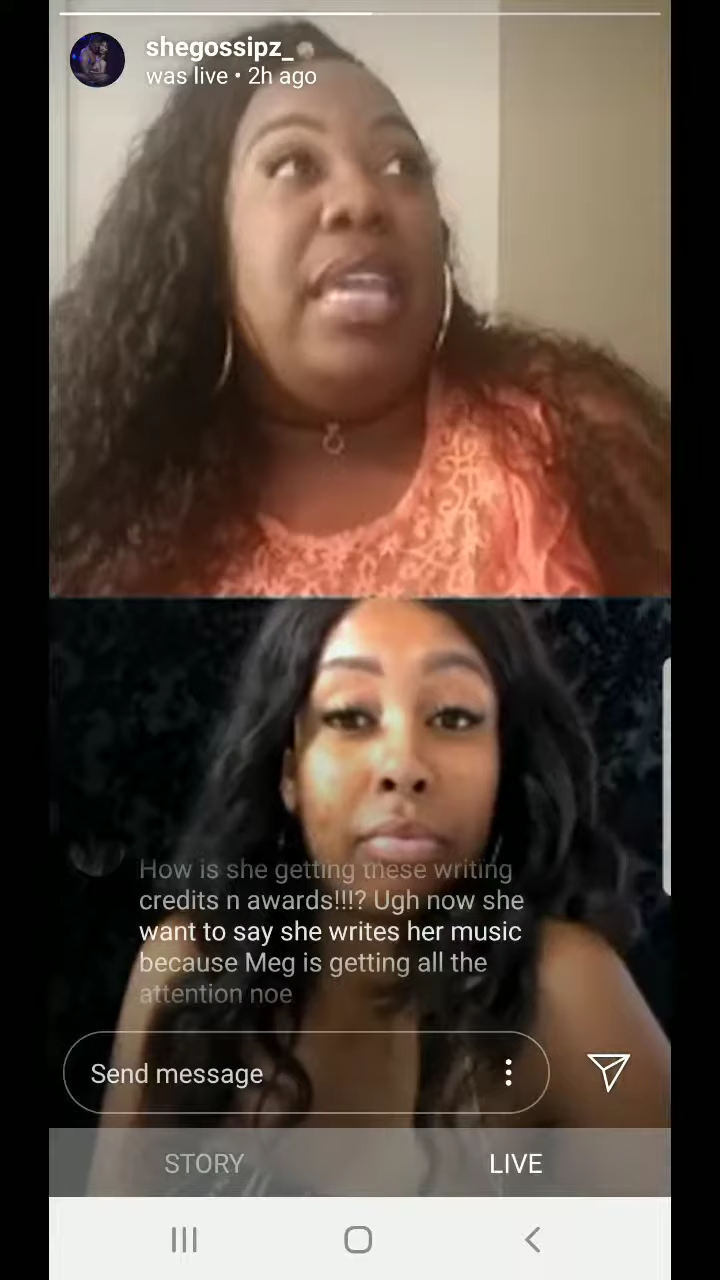 shegossipz_
was live • 2h ago
How is she getting these writing
credits n awards!!!? Ugh now she
want to say she writes her music
because Meg is getting all the
attention noe
Send message
STORY
LIVE